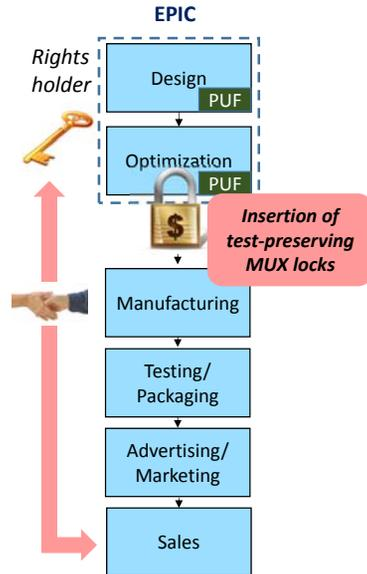 EPIC
Rights
holder
Design
PUF
Optimization
PUF
$
Insertion of
test-preserving
MUX locks
Manufacturing
Testing/
Packaging
Advertising/
Marketing
Sales